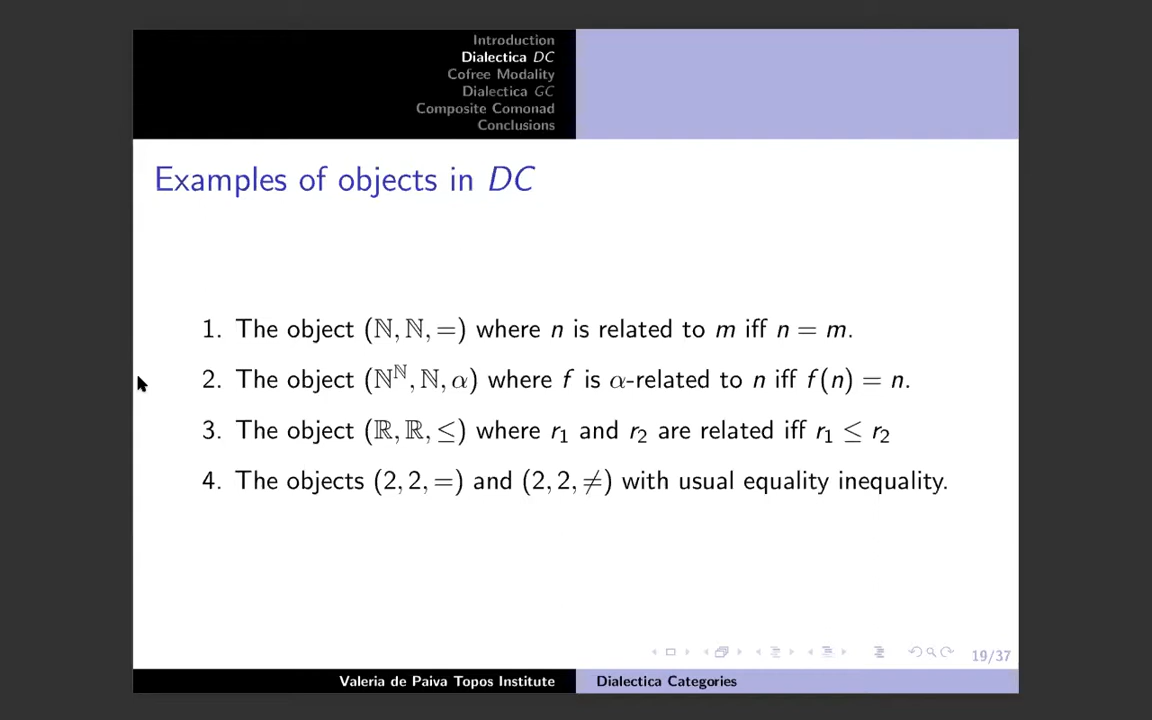 Introduction
Dialectica DC
Cofree Modality
Dialectica GC
Composite Comonad
Conclusions
Examples of objects in DC
1. The object (ℕ, ℕ, =) where n is related to m iff n = m.
2. The object (ℕ^ℕ, ℕ, α) where f is α-related to n iff f(n) = n.
3. The object (ℝ, ℝ, ≤) where r₁ and r₂ are related iff r₁ ≤ r₂
4. The objects (2, 2, =) and (2, 2, ≠) with usual equality inequality.
19/37
Valeria de Paiva Topos Institute Dialectica Categories